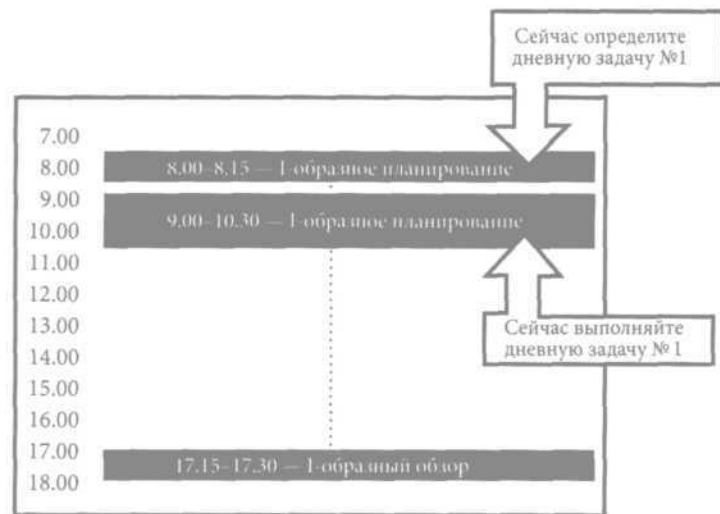 Сейчас определите
дневную задачу №1
7.00
8.00
8.00–8.15 — I-образное планирование
9.00
9.00–10.30 — I-образное планирование
10.00
11.00
12.00
13.00
14.00
Сейчас выполняйте
дневную задачу № 1
15.00
16.00
17.00
17.15–17.30 — I-образный обзор
18.00